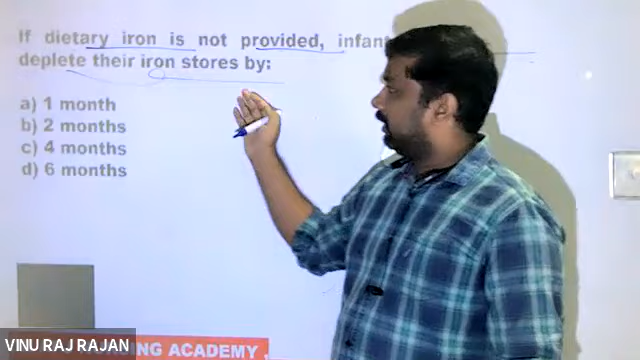 If dietary iron is not provided, infant
deplete their iron stores by:
a) 1 month
b) 2 months
c) 4 months
d) 6 months
VINU RAJ RAJAN
ACADEMY